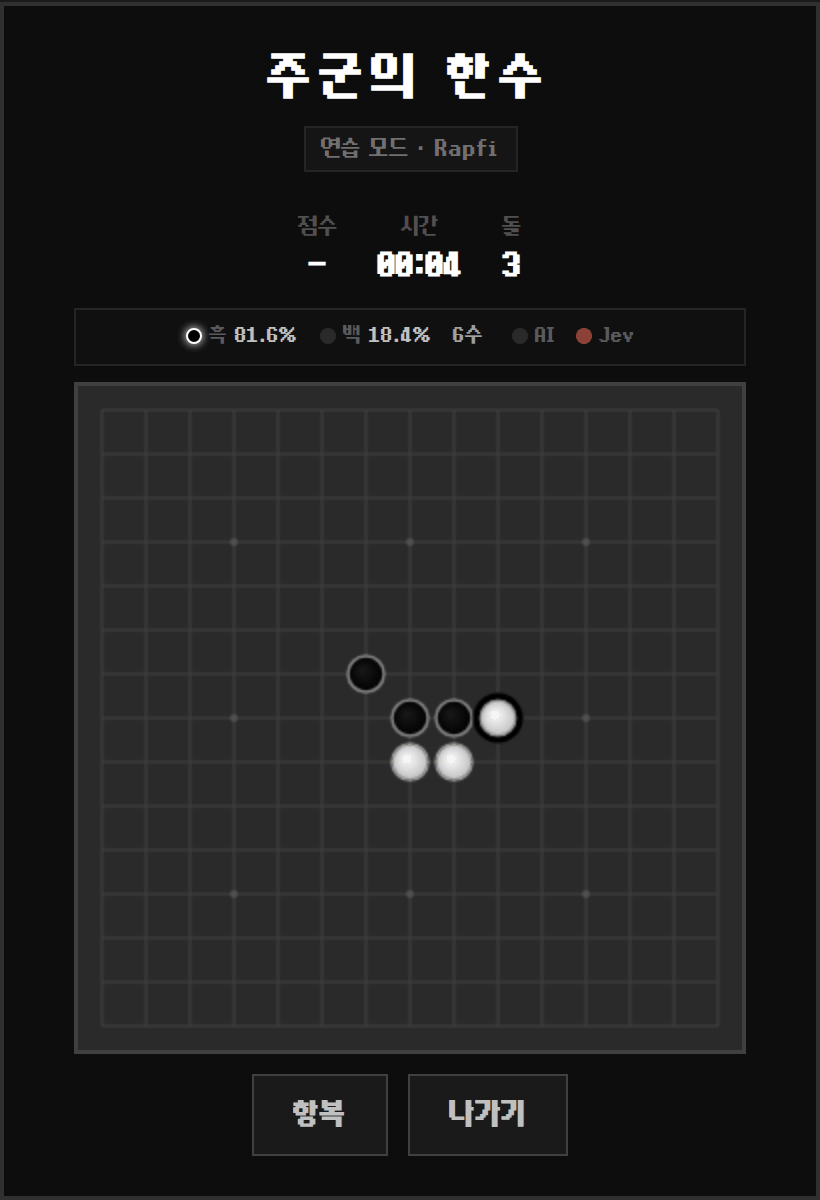 주군의 한수
연습 모드 · Rapfi
점수 시간 돌
- 00:04 3
흑 81.6% 백 18.4% 6수 AI Jev
항복 나가기